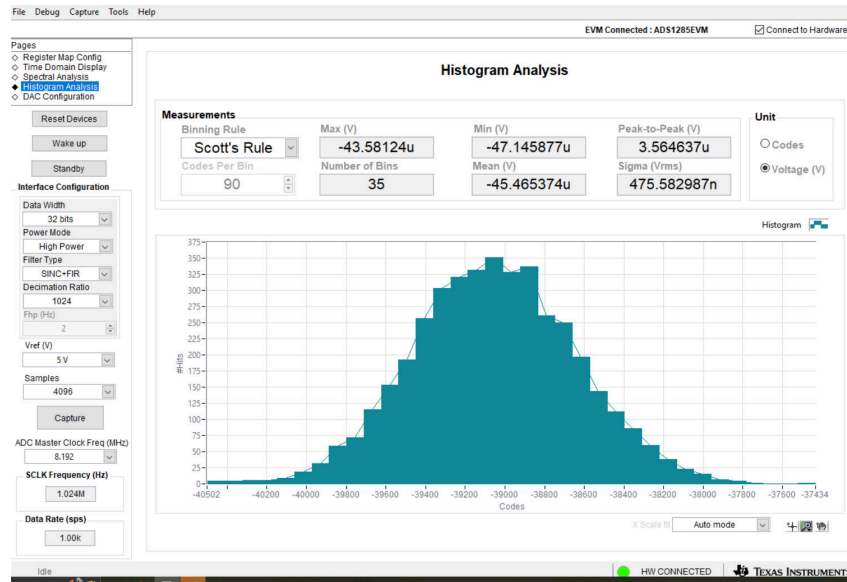 File Debug Capture Tools Help
EVM Connected : ADS1285EVM
Connect to Hardware
Pages
Register Map Config
Time Domain Display
Spectral Analysis
Histogram Analysis
DAC Configuration
Reset Devices
Wake up
Standby
Interface Configuration
Data Width
32 bits
Power Mode
High Power
Filter Type
SINC+FIR
Decimation Ratio
1024
Fhp (Hz)
2
Vref (V)
5 V
Samples
4096
Capture
ADC Master Clock Freq (MHz)
8.192
SCLK Frequency (Hz)
1.024M
Data Rate (sps)
1.00k
Histogram Analysis
Measurements
Binning Rule Max (V) Min (V) Peak-to-Peak (V)
Scott's Rule -43.58124u -47.145877u 3.564637u
Codes Per Bin Number of Bins Mean (V) Sigma (Vrms)
90 35 -45.465374u 475.582987n
Unit
Codes
Voltage (V)
Histogram
#Hits
375
350
325
300
275
250
225
200
175
150
125
100
75
50
25
0
-40502 -40200 -40000 -39800 -39600 -39400 -39200 -39000 -38800 -38600 -38400 -38200 -38000 -37800 -37600 -37434
Codes
X Scale fit Auto mode
Idle HW CONNECTED TEXAS INSTRUMENTS